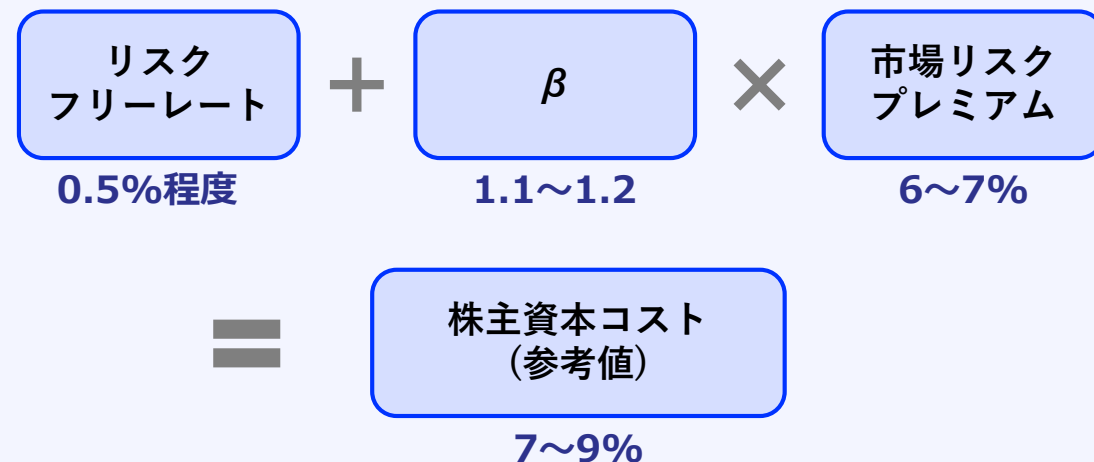 リスク
フリーレート
+
β
×
市場リスク
プレミアム
0.5%程度
1.1～1.2
6～7%
=
株主資本コスト
(参考値)
7～9%